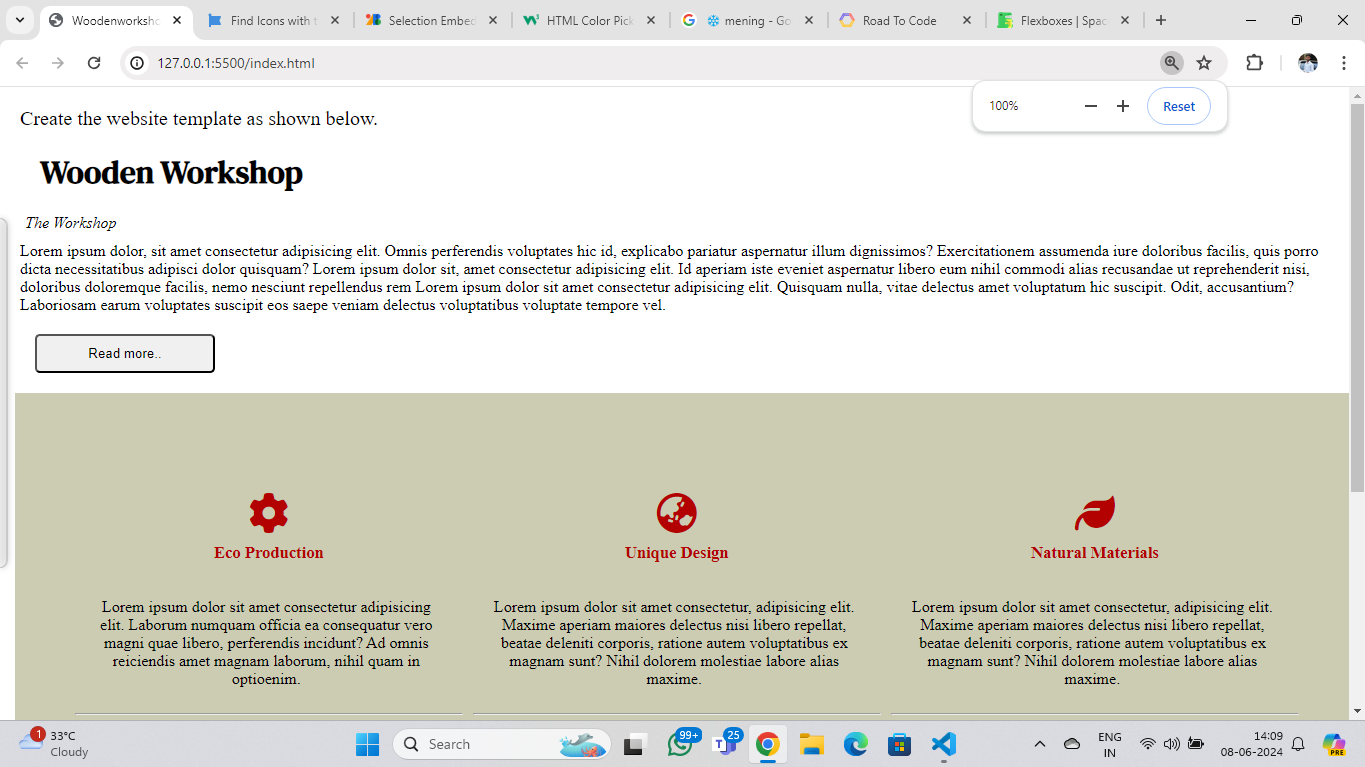 Woodenworksho
Find Icons with t
Selection Embed
HTML Color Pick
mening - Go
Road To Code
Flexboxes | Spac
127.0.0.1:5500/index.html
100%
Reset
Create the website template as shown below.
Wooden Workshop
The Workshop
Lorem ipsum dolor, sit amet consectetur adipisicing elit. Omnis perferendis voluptates hic id, explicabo pariatur aspernatur illum dignissimos? Exercitationem assumenda iure doloribus facilis, quis porro
dicta necessitatibus adipisci dolor quisquam? Lorem ipsum dolor sit, amet consectetur adipisicing elit. Id aperiam iste eveniet aspernatur libero eum nihil commodi alias recusandae ut reprehenderit nisi,
doloribus doloremque facilis, nemo nesciunt repellendus rem Lorem ipsum dolor sit amet consectetur adipisicing elit. Quisquam nulla, vitae delectus amet voluptatum hic suscipit. Odit, accusantium?
Laboriosam earum voluptates suscipit eos saepe veniam delectus voluptatibus voluptate tempore vel.
Read more..
Eco Production
Lorem ipsum dolor sit amet consectetur adipisicing
elit. Laborum numquam officia ea consequatur vero
magni quae libero, perferendis incidunt? Ad omnis
reiciendis amet magnam laborum, nihil quam in
optioenim.
Unique Design
Lorem ipsum dolor sit amet consectetur, adipisicing elit.
Maxime aperiam maiores delectus nisi libero repellat,
beatae deleniti corporis, ratione autem voluptatibus ex
magnam sunt? Nihil dolorem molestiae labore alias
maxime.
Natural Materials
Lorem ipsum dolor sit amet consectetur, adipisicing elit.
Maxime aperiam maiores delectus nisi libero repellat,
beatae deleniti corporis, ratione autem voluptatibus ex
magnam sunt? Nihil dolorem molestiae labore alias
maxime.
1
33°C
Cloudy
Search
99+
25
ENG
IN
14:09
08-06-2024
PRE